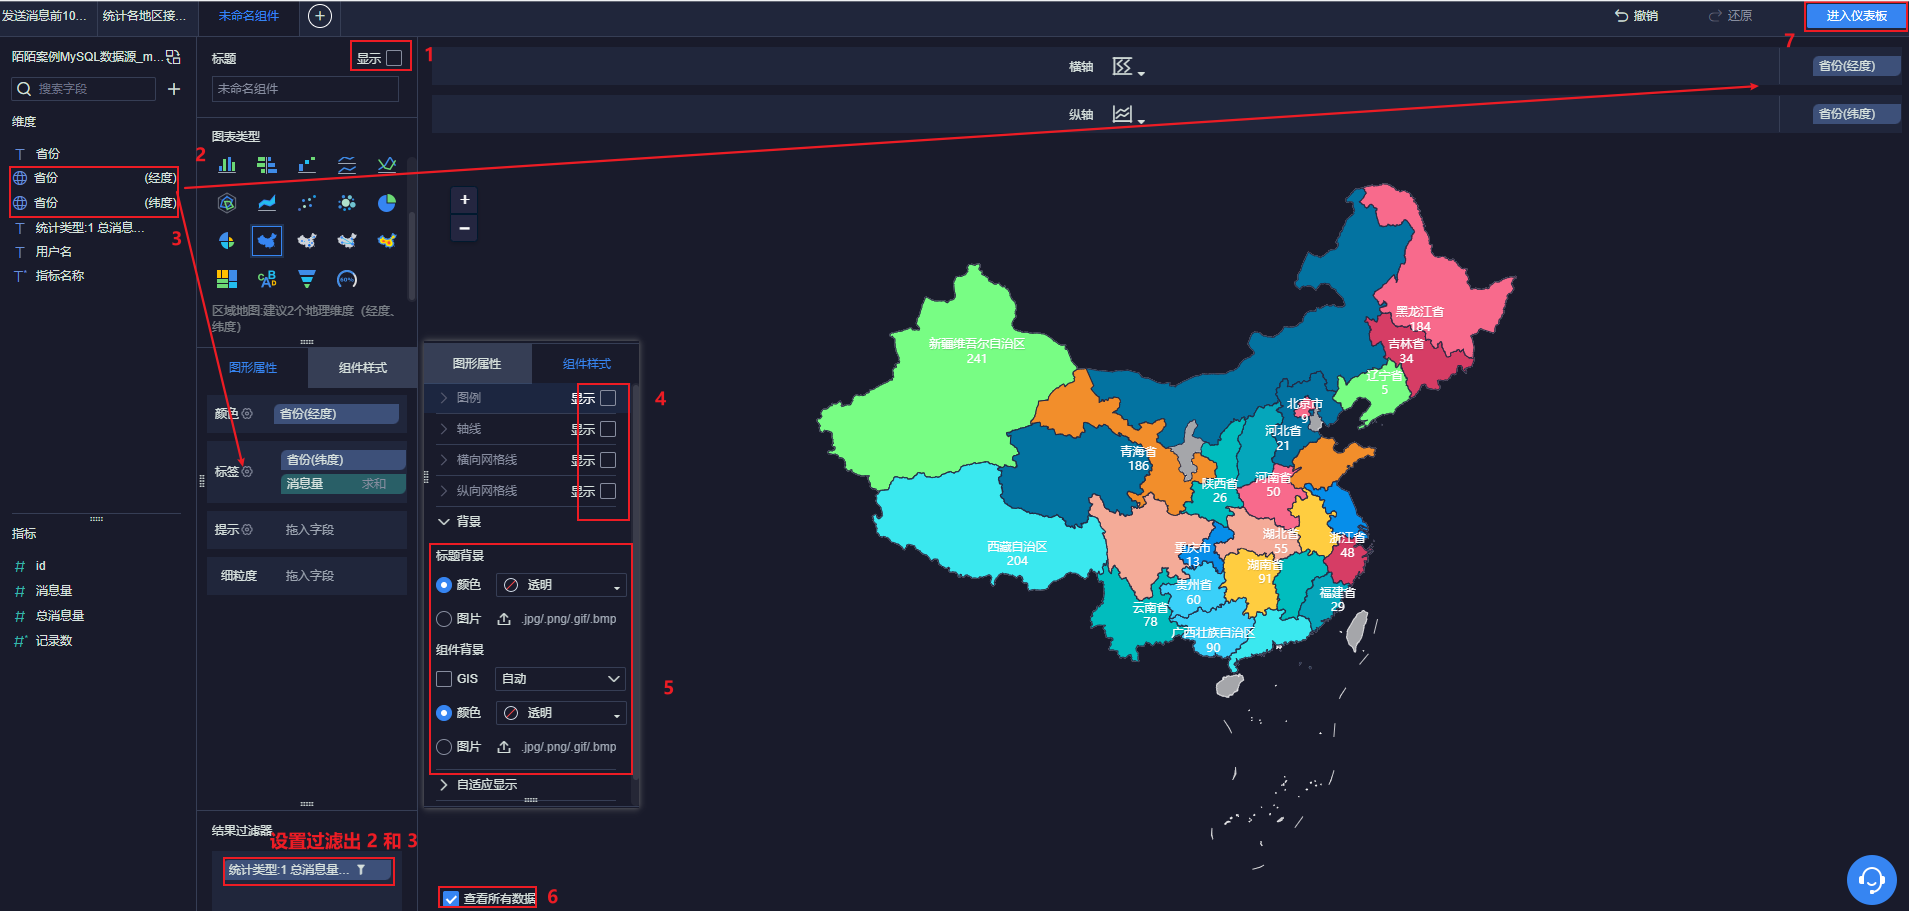 发送消息前10...
统计各地区接...
未命名组件
撤销
还原
进入仪表板
7
陌陌案例MySQL数据源_m...
搜索字段
维度
省份
省份 (经度)
省份 (纬度)
3
统计类型:1 总消息...
用户名
指标名称
指标
id
消息量
总消息量
记录数
标题
显示
1
未命名组件
图表类型
2
60%
区域地图:建议2个地理维度（经度、
纬度）
图形属性
组件样式
颜色
省份(经度)
标签
省份(纬度)
消息量 求和
提示
拖入字段
细粒度
拖入字段
结果过滤器
设置过滤出 2 和 3
统计类型:1 总消息量...
图形属性
组件样式
图例 显示
4
轴线 显示
横向网格线 显示
纵向网格线 显示
背景
标题背景
颜色 透明
图片 .jpg/.png/.gif/.bmp
组件背景
GIS 自动
5
颜色 透明
图片 .jpg/.png/.gif/.bmp
自适应显示
查看所有数据
6
横轴
省份(经度)
纵轴
省份(纬度)
+
−
黑龙江省
184
吉林省
34
新疆维吾尔自治区
241
辽宁省
5
北京市
9
河北省
21
青海省
186
河南省
50
陕西省
26
湖北省
55
浙江省
48
西藏自治区
204
重庆市
13
湖南省
91
贵州省
60
福建省
29
云南省
78
广西壮族自治区
90